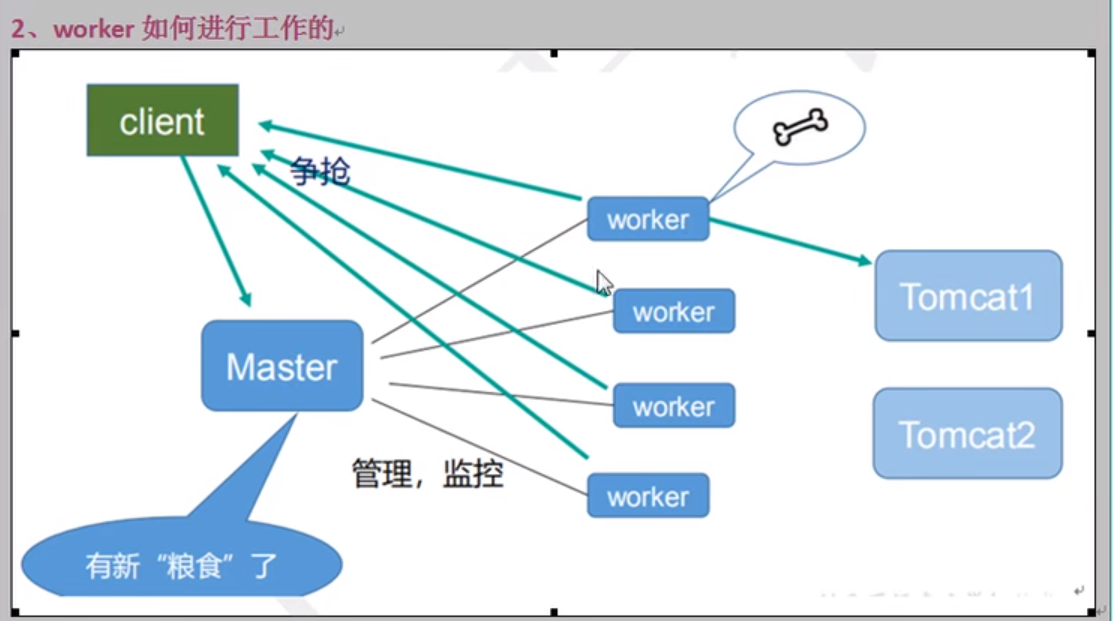 2、worker 如何进行工作的
client
争抢
worker
Tomcat1
worker
Master
worker
Tomcat2
管理，监控
worker
有新“粮食”了